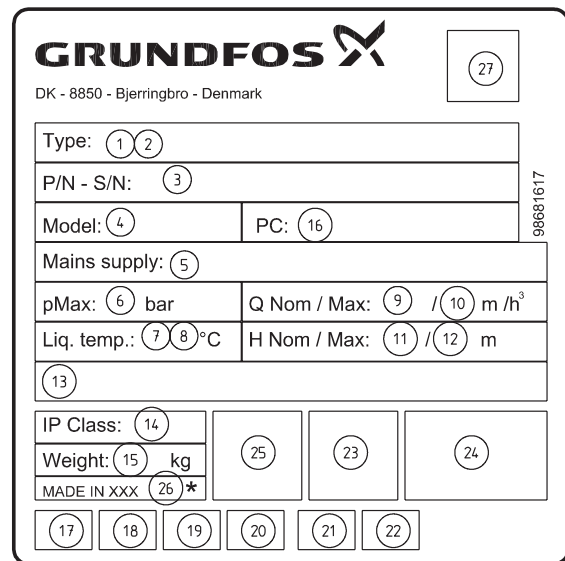 GRUNDFOS
27
DK - 8850 - Bjerringbro - Denmark
Type: 1 2
P/N - S/N: 3
Model: 4 PC: 16
98681617
Mains supply: 5
pMax: 6 bar Q Nom / Max: 9 / 10 m /h³
Liq. temp.: 7 8 °C H Nom / Max: 11 / 12 m
13
IP Class: 14
Weight: 15 kg
MADE IN XXX 26 *
25 23 24
17 18 19 20 21 22